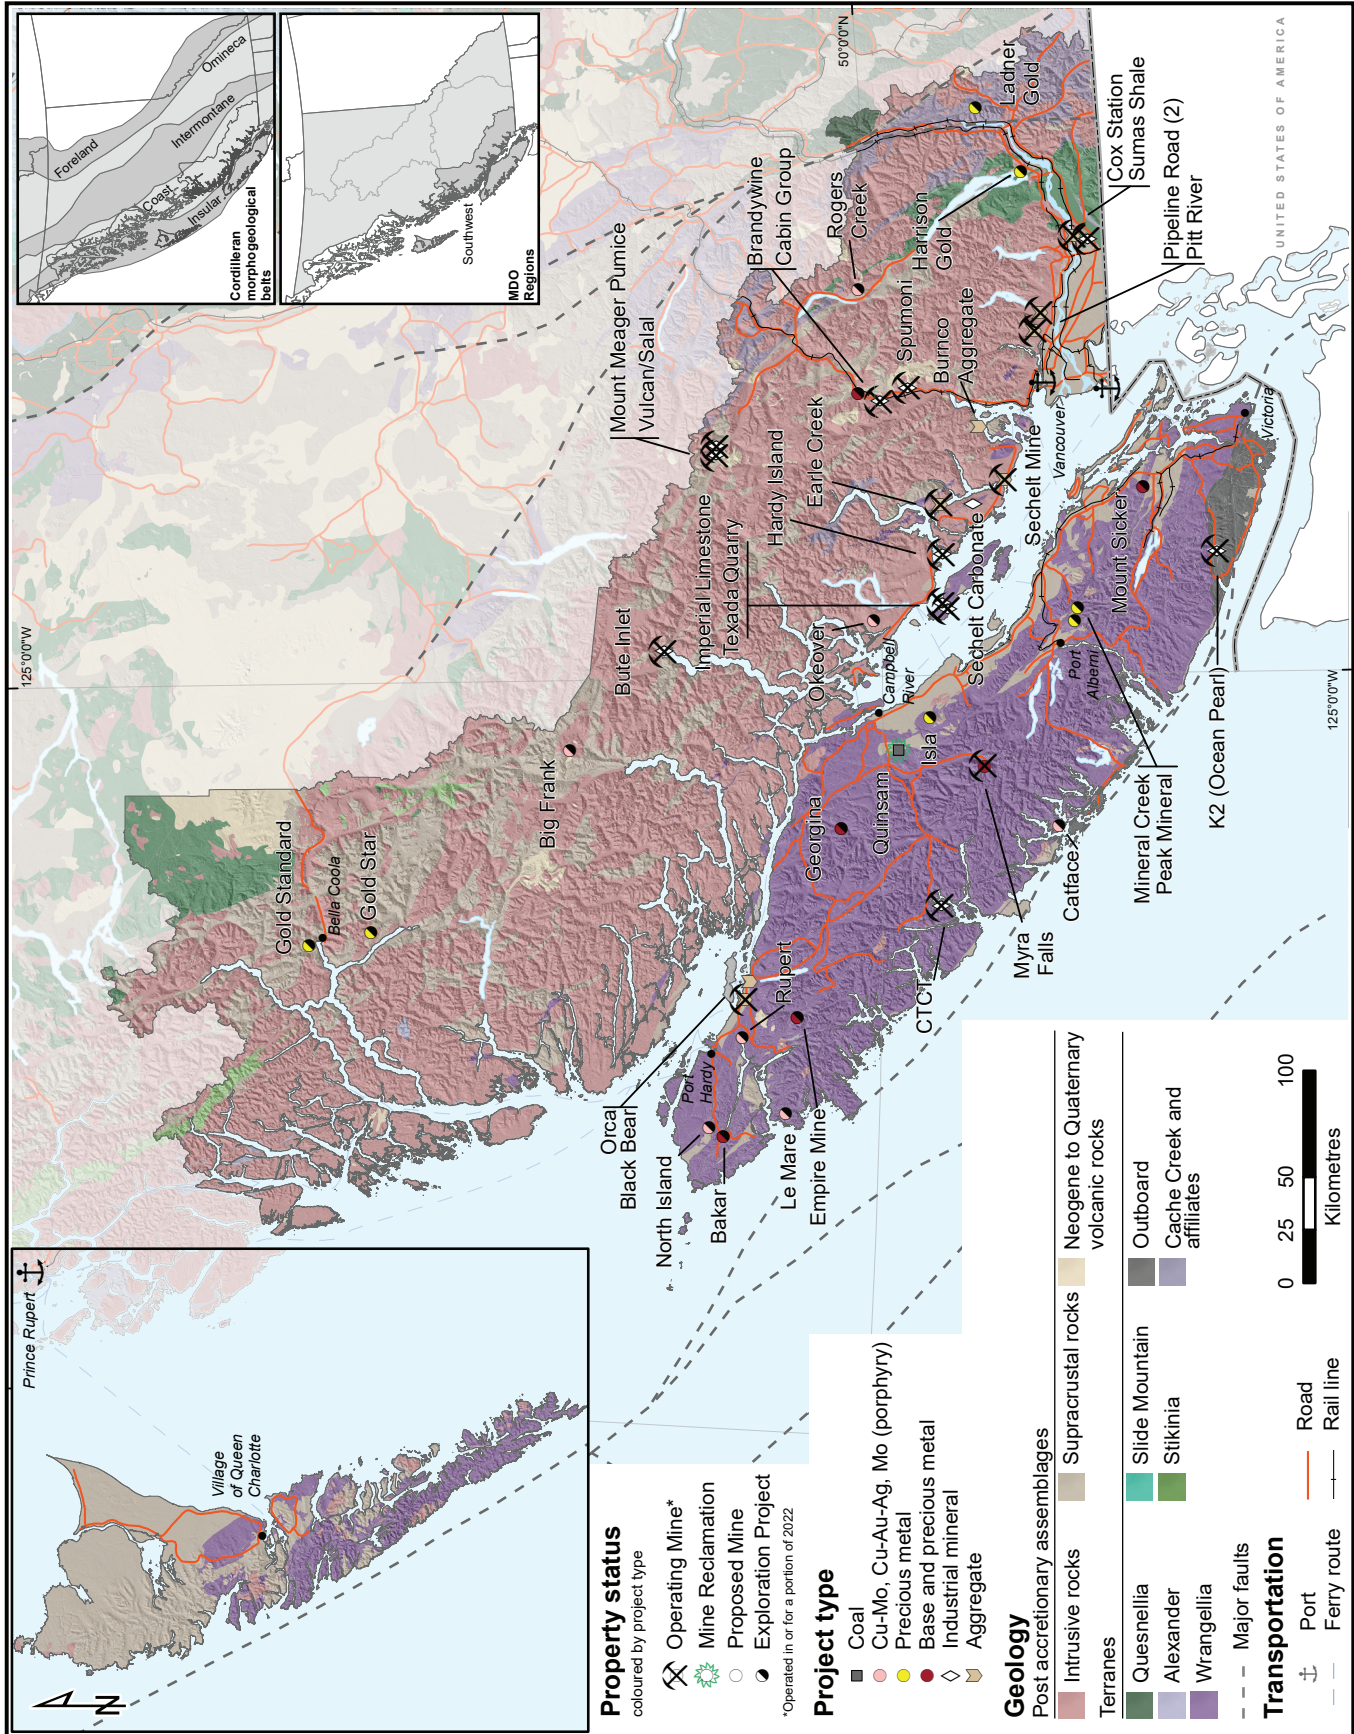 Prince Rupert
Village
of Queen
Charlotte
N
Foreland
Omineca
Intermontane
Coast
Insular
Cordilleran
morphogeological
belts
Southwest
MDO
Regions
125°0'0"W
50°0'0"N
125°0'0"W
UNITED STATES OF AMERICA
Gold Standard
Bella Coola
Gold Star
Big Frank
Bute Inlet
Mount Meager Pumice
Vulcan/Salal
Imperial Limestone
Texada Quarry
Hardy Island
Earle Creek
Brandywine
Cabin Group
Rogers
Creek
Spumoni
Burnco
Aggregate
Harrison
Gold
Ladner
Gold
Cox Station
Sumas Shale
Pipeline Road (2)
Pitt River
Vancouver
Victoria
Sechelt Mine
Sechelt Carbonate
Okeover
Campbell
River
Mount Sicker
Port
Alberni
Isla
Quinsam
Georgina
K2 (Ocean Pearl)
Mineral Creek
Peak Mineral
Catface
Myra
Falls
CTCT
Rupert
Orca
Black Bear
Port
Hardy
North Island
Bakar
Le Mare
Empire Mine
Property status
coloured by project type
Operating Mine*
Mine Reclamation
Proposed Mine
Exploration Project
*Operated in or for a portion of 2022
Project type
Coal
Cu-Mo, Cu-Au-Ag, Mo (porphyry)
Precious metal
Base and precious metal
Industrial mineral
Aggregate
Geology
Post accretionary assemblages
Intrusive rocks
Supracrustal rocks
Neogene to Quaternary
volcanic rocks
Terranes
Quesnellia
Alexander
Wrangellia
Slide Mountain
Stikinia
Outboard
Cache Creek and
affiliates
Major faults
Transportation
Port
Ferry route
Road
Rail line
0 25 50 100
Kilometres